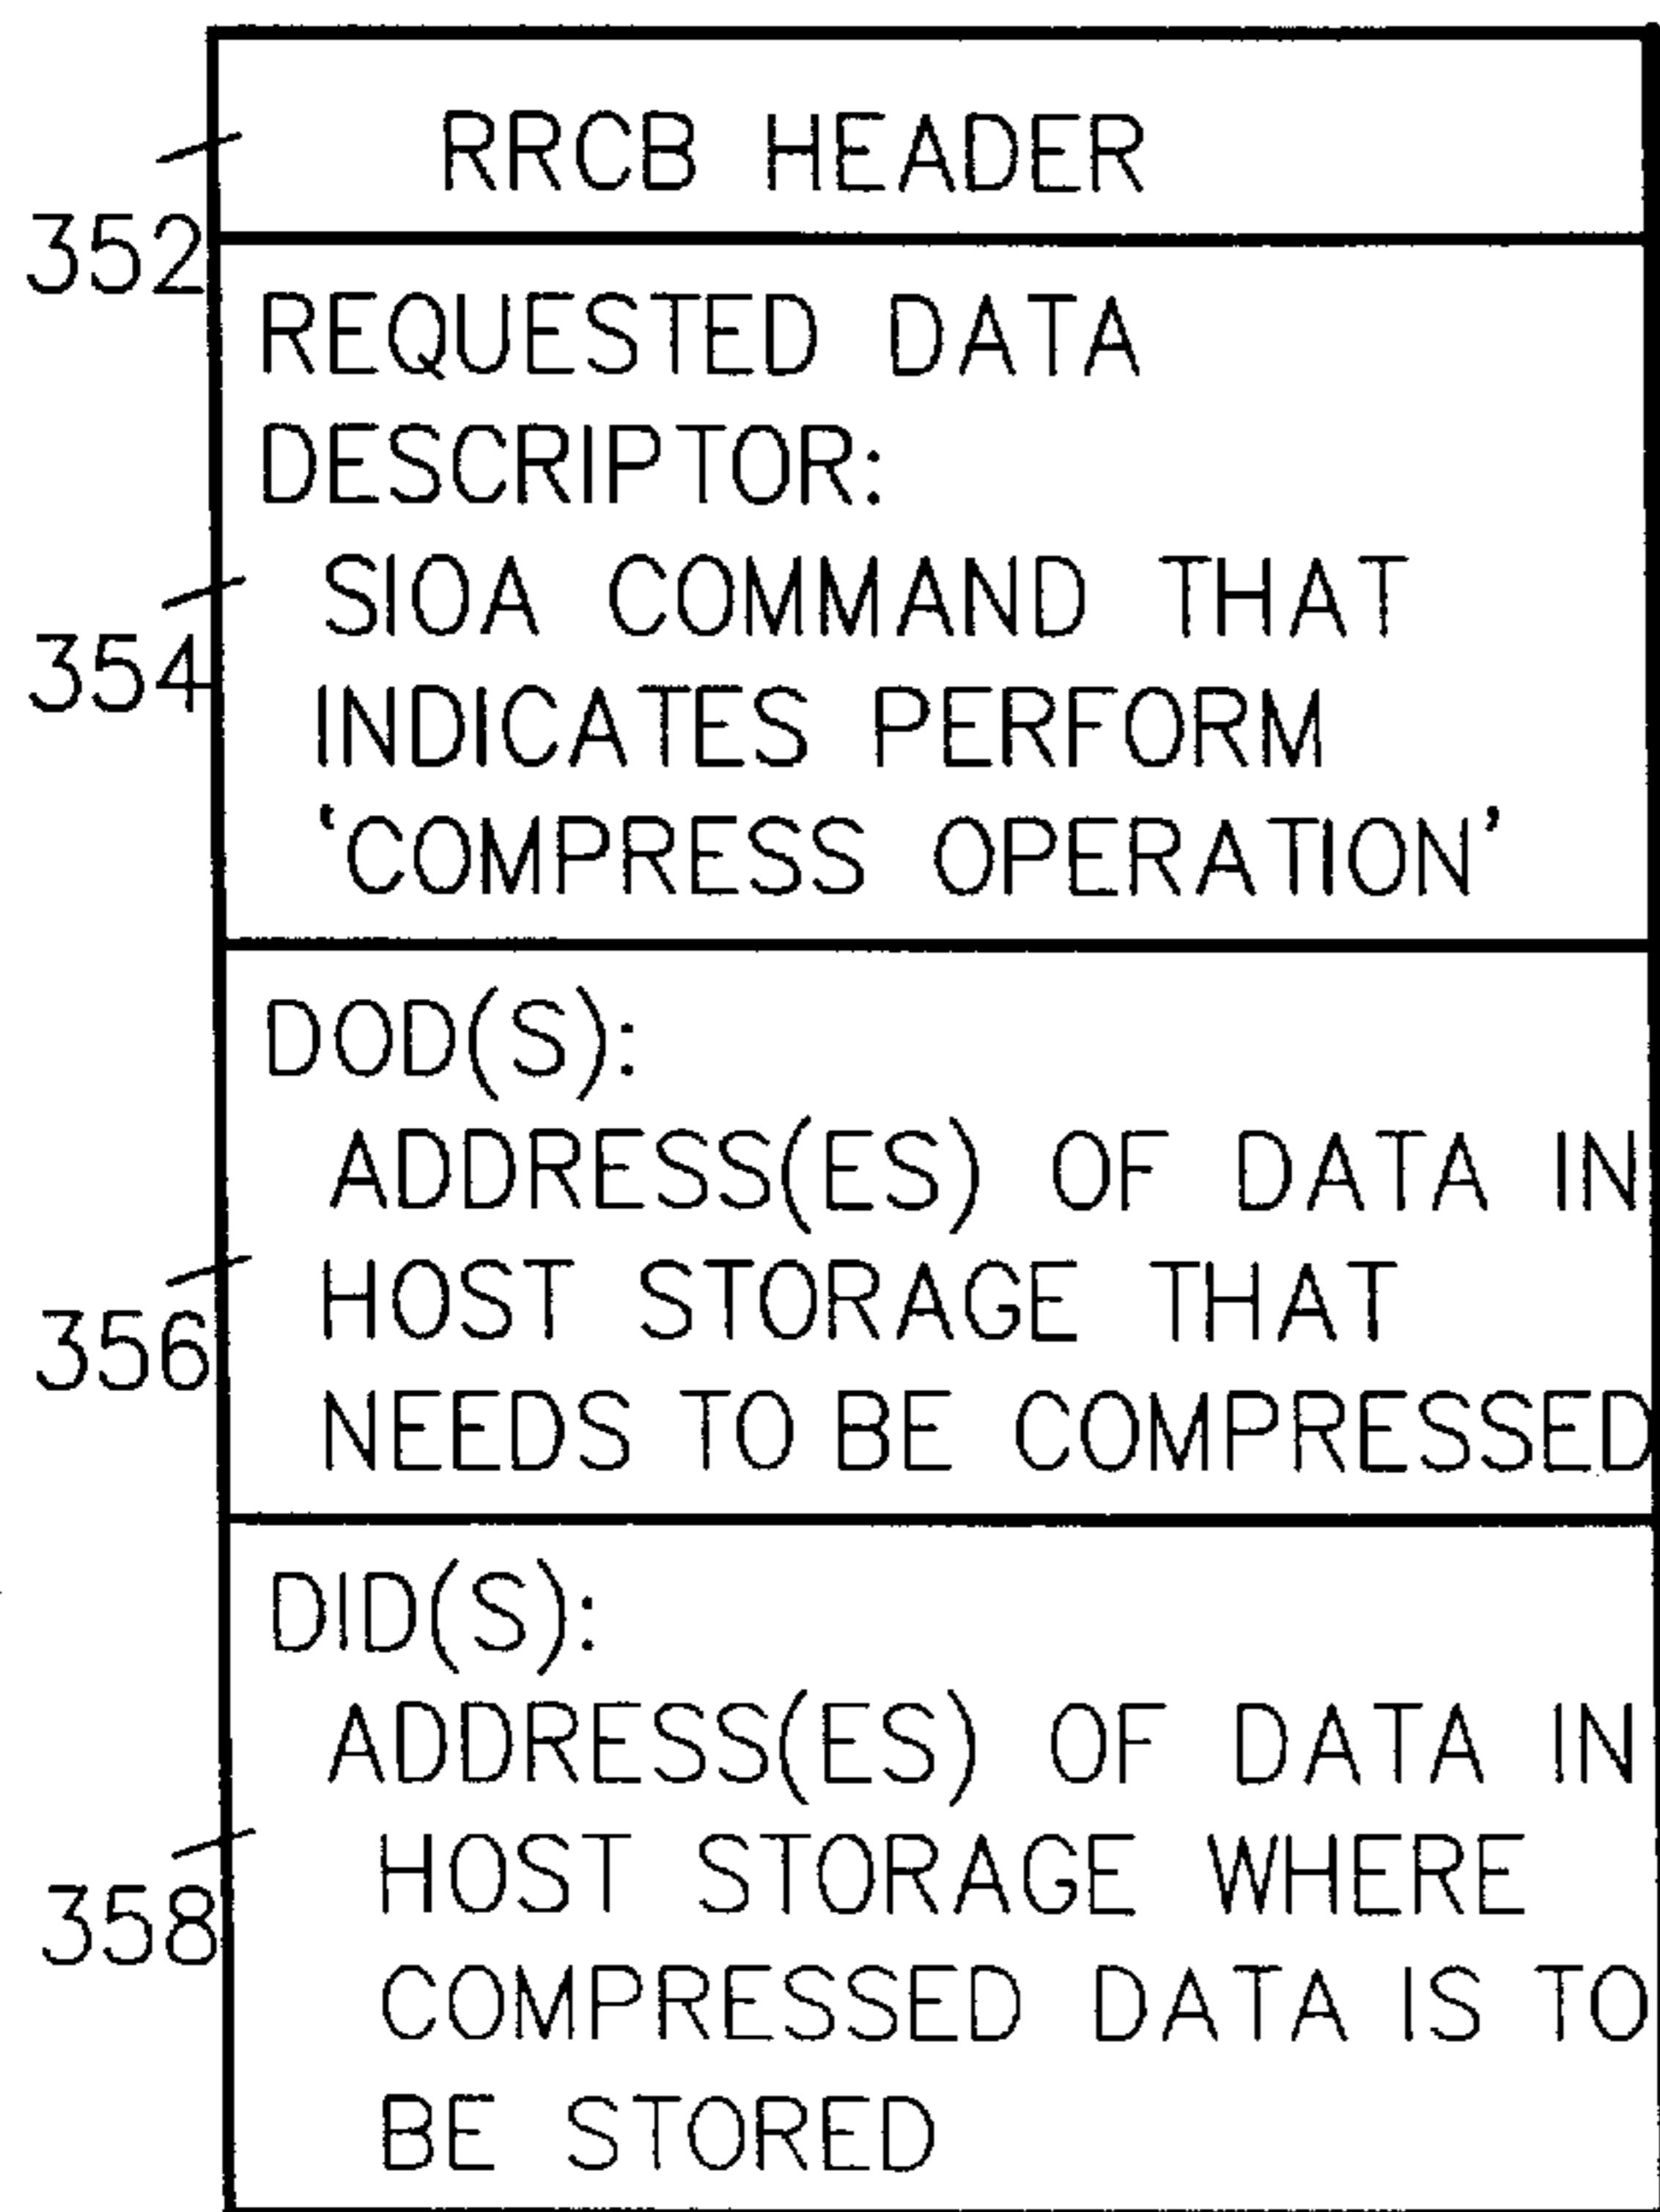 RRCB HEADER
352
REQUESTED DATA
DESCRIPTOR:
SIOA COMMAND THAT
354
INDICATES PERFORM
‘COMPRESS OPERATION’
DOD(S):
ADDRESS(ES) OF DATA IN
HOST STORAGE THAT
356
NEEDS TO BE COMPRESSED
DID(S):
ADDRESS(ES) OF DATA IN
HOST STORAGE WHERE
358
COMPRESSED DATA IS TO
BE STORED